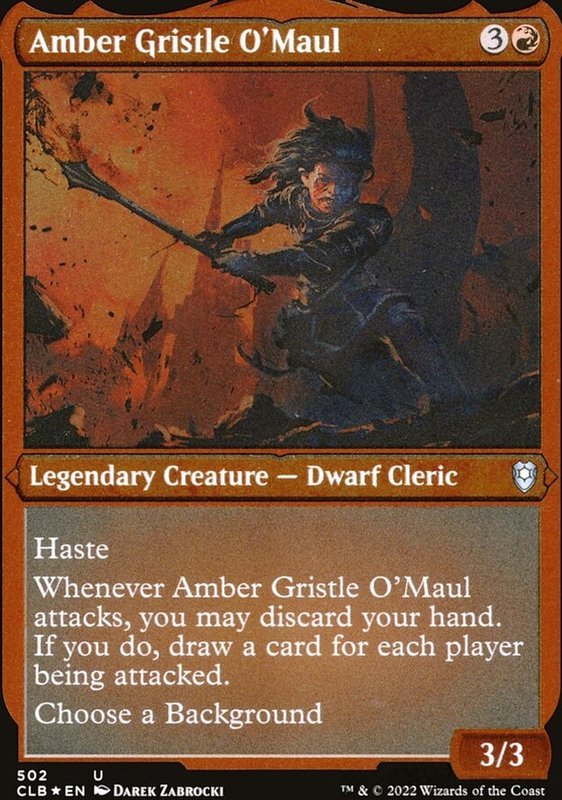 Amber Gristle O'Maul 3
Legendary Creature — Dwarf Cleric
Haste
Whenever Amber Gristle O'Maul
attacks, you may discard your hand.
If you do, draw a card for each player
being attacked.
Choose a Background
3/3
502 U
CLB★EN DAREK ZABROCKI
™ & © 2022 Wizards of the Coast